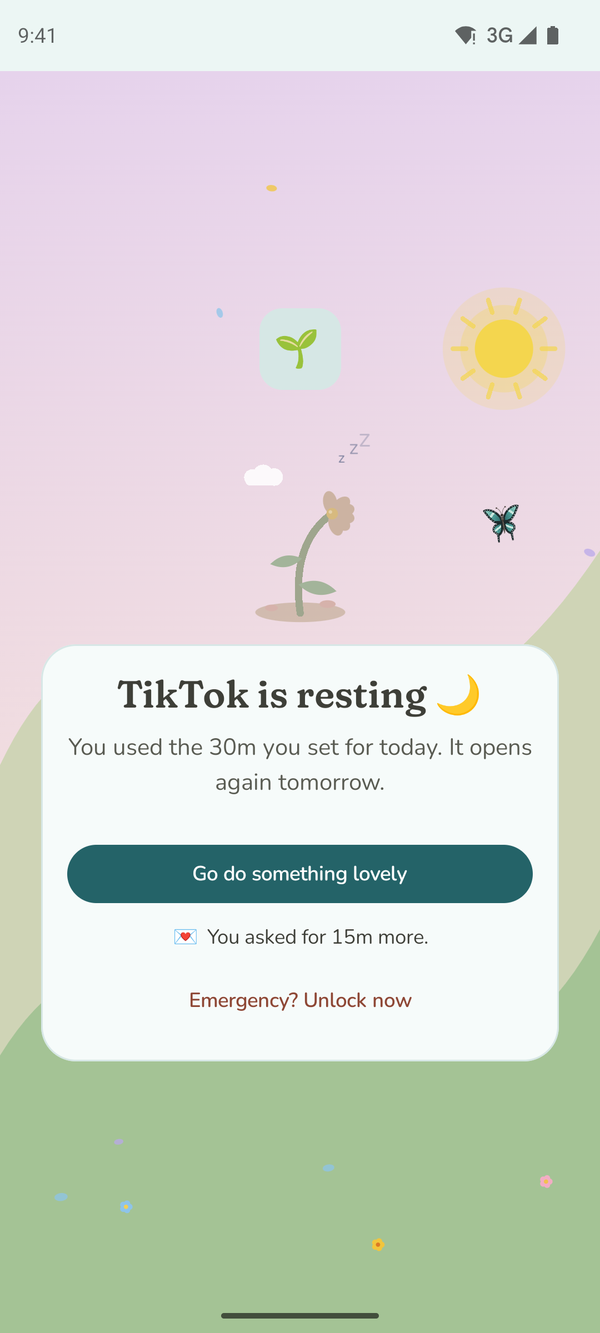 9:41
3G
z z Z
TikTok is resting 🌙
You used the 30m you set for today. It opens
again tomorrow.
Go do something lovely
💌 You asked for 15m more.
Emergency? Unlock now